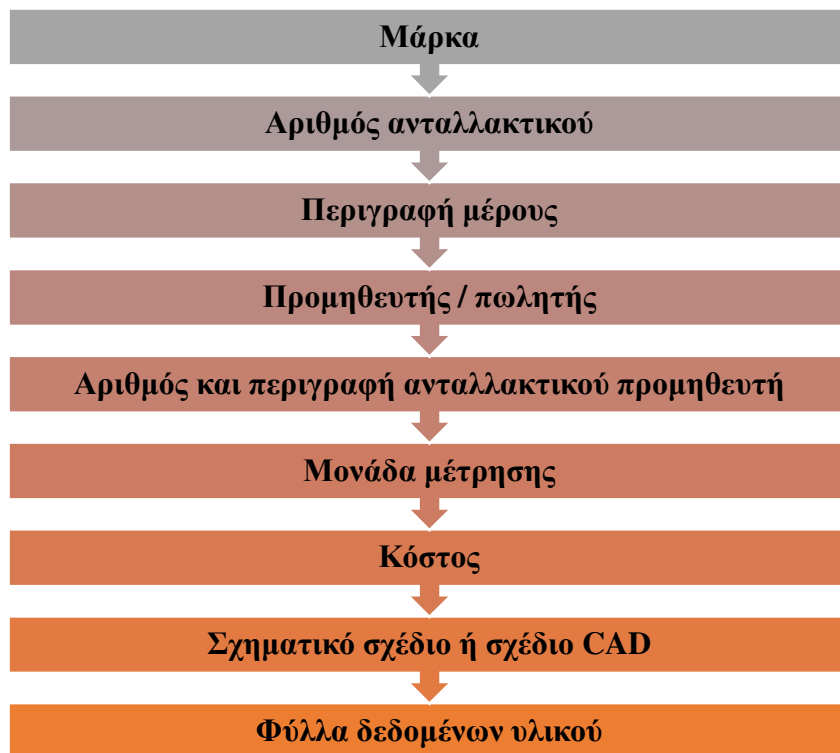 Μάρκα
Αριθμός ανταλλακτικού
Περιγραφή μέρους
Προμηθευτής / πωλητής
Αριθμός και περιγραφή ανταλλακτικού προμηθευτή
Μονάδα μέτρησης
Κόστος
Σχηματικό σχέδιο ή σχέδιο CAD
Φύλλα δεδομένων υλικού